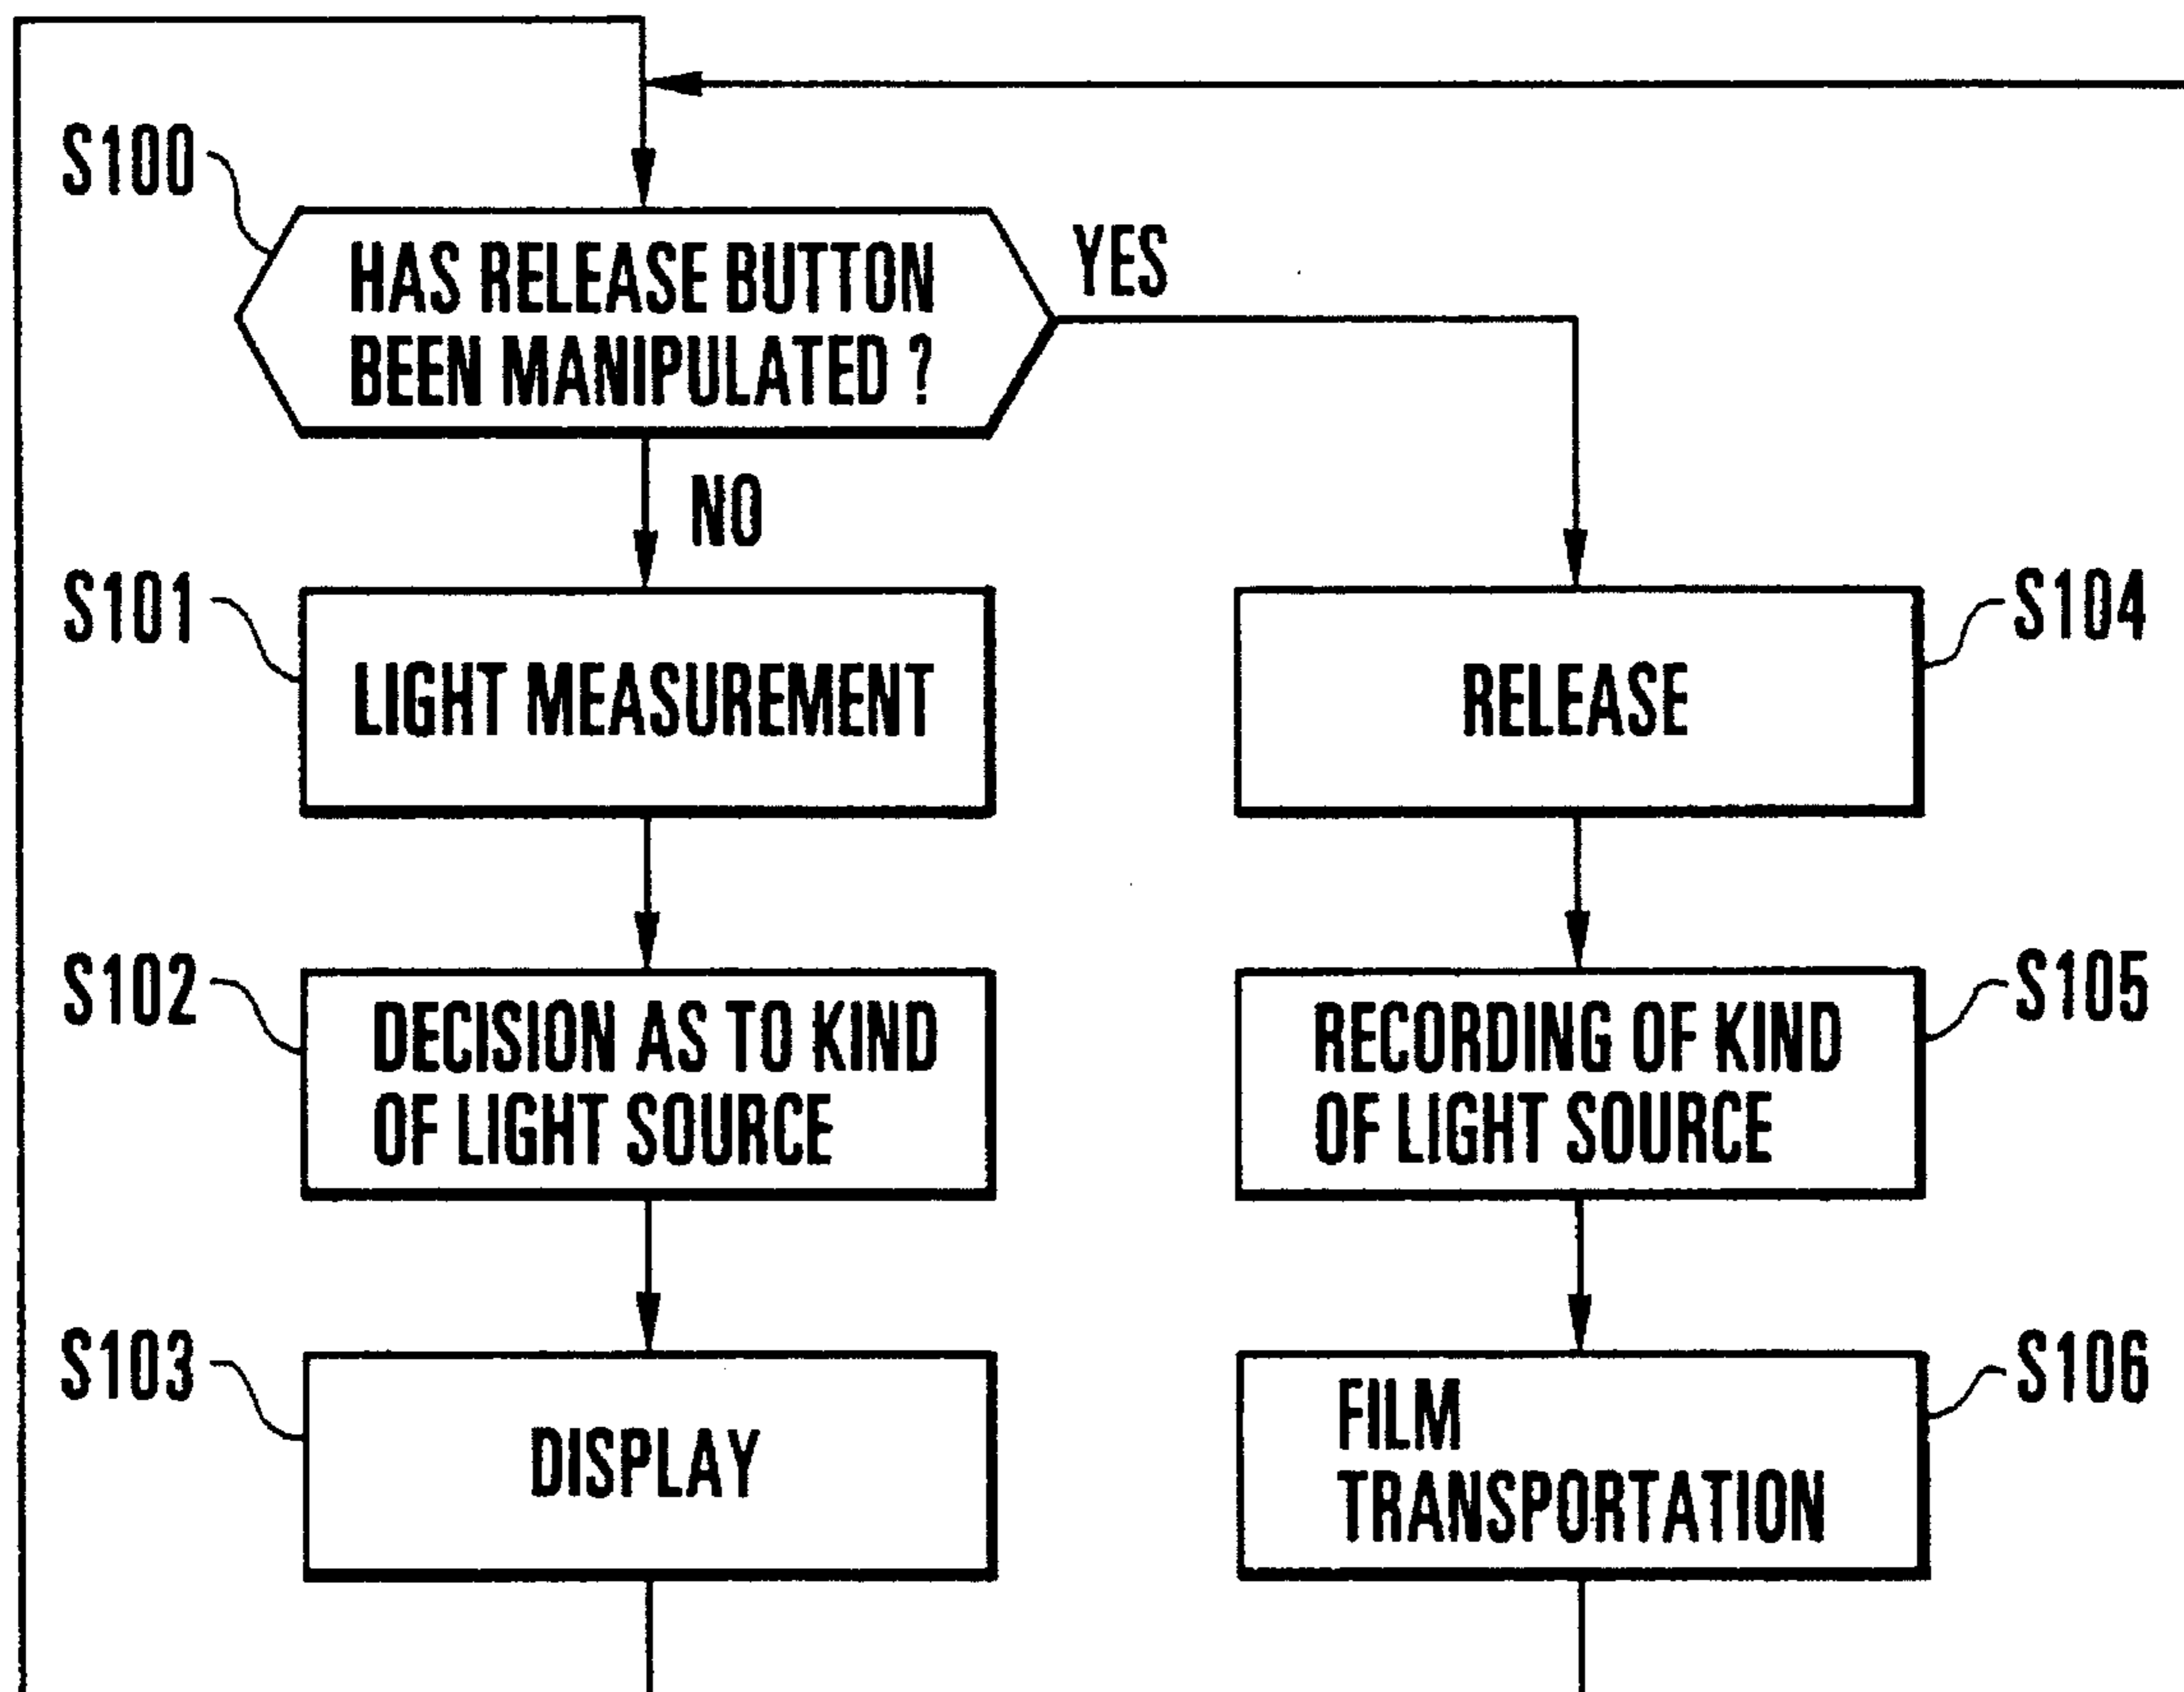 S100
HAS RELEASE BUTTON
BEEN MANIPULATED ?
YES
NO
S101
LIGHT MEASUREMENT
S104
RELEASE
S102
DECISION AS TO KIND
OF LIGHT SOURCE
S105
RECORDING OF KIND
OF LIGHT SOURCE
S103
DISPLAY
S106
FILM
TRANSPORTATION